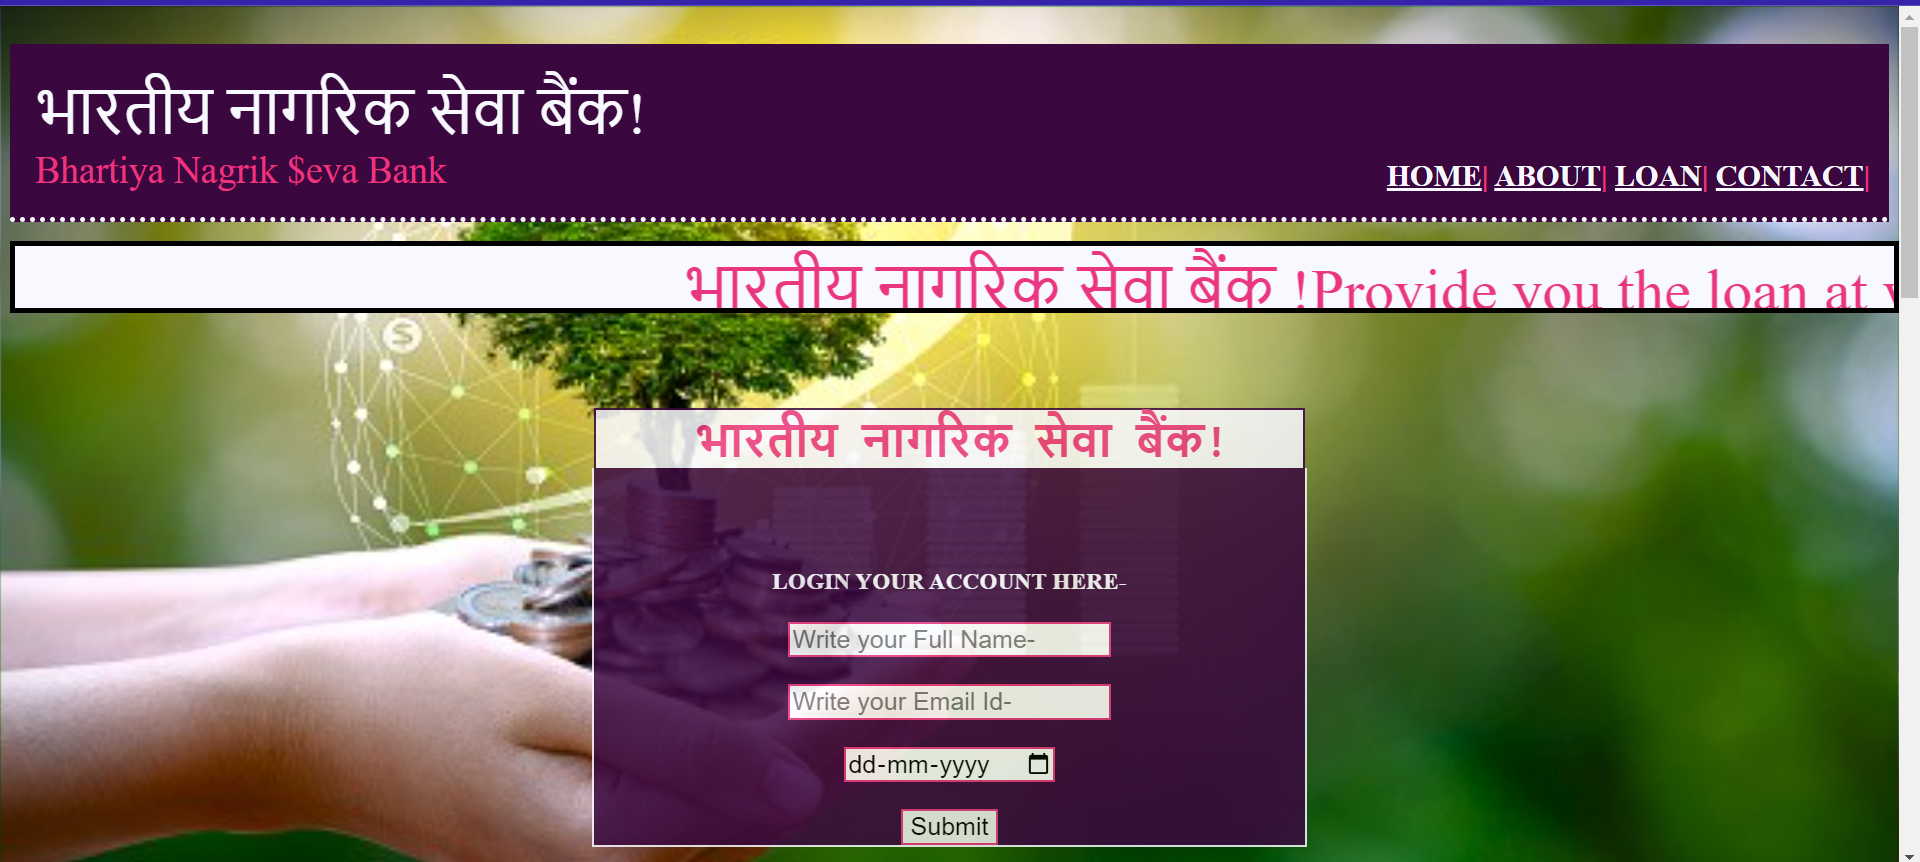 भारतीय नागरिक सेवा बैंक!
Bhartiya Nagrik $eva Bank
HOME| ABOUT| LOAN| CONTACT|
भारतीय नागरिक सेवा बैंक !Provide you the loan at
भारतीय नागरिक सेवा बैंक!
LOGIN YOUR ACCOUNT HERE-
Write your Full Name-
Write your Email Id-
dd-mm-yyyy
Submit